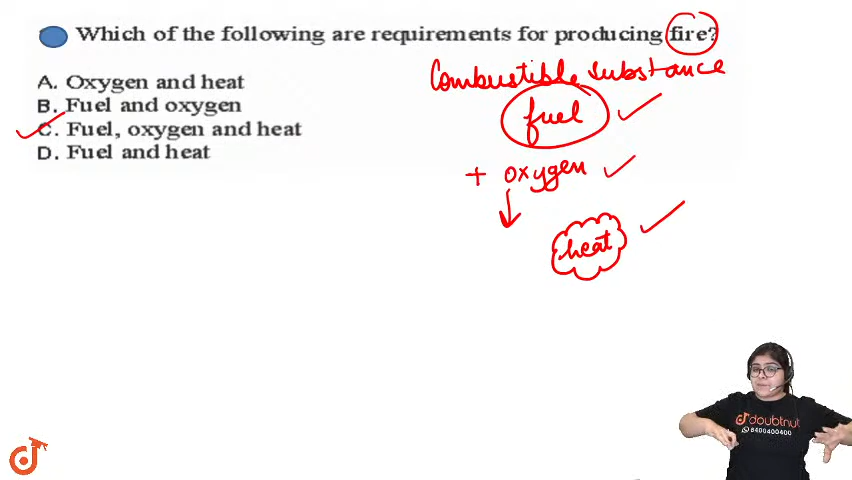 Which of the following are requirements for producing fire?
A. Oxygen and heat
B. Fuel and oxygen
C. Fuel, oxygen and heat
D. Fuel and heat
Combustible substance
fuel
+ oxygen
heat
doubtnut
8400400400